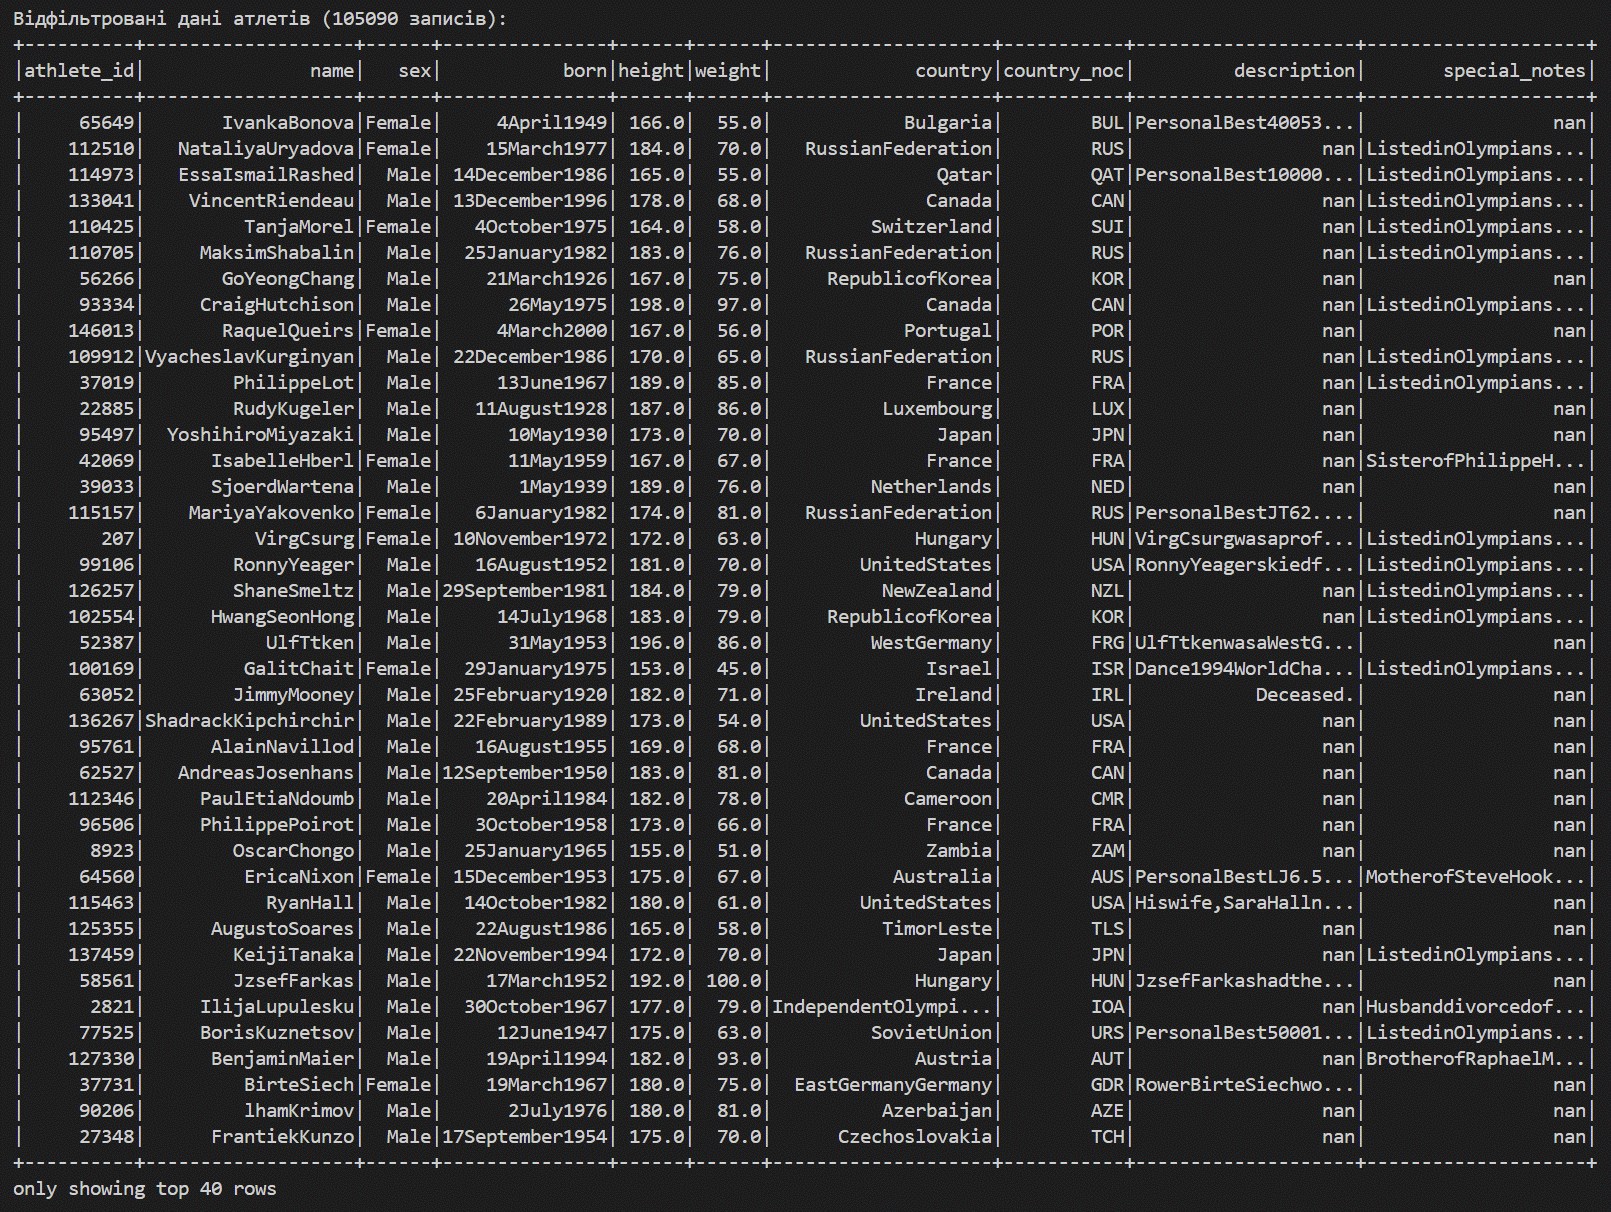 Відфільтровані дані атлетів (105090 записів):
+----------+-------------------+------+---------------+------+------+--------------------+-----------+--------------------+--------------------+
|athlete_id|               name|   sex|           born|height|weight|             country|country_noc|         description|       special_notes|
+----------+-------------------+------+---------------+------+------+--------------------+-----------+--------------------+--------------------+
|     65649|       IvankaBonova|Female|     4April1949| 166.0|  55.0|            Bulgaria|        BUL|PersonalBest40053...|                 nan|
|    112510|   NataliyaUryadova|Female|    15March1977| 184.0|  70.0|   RussianFederation|        RUS|                 nan|ListedinOlympians...|
|    114973|   EssaIsmailRashed|  Male| 14December1986| 165.0|  55.0|               Qatar|        QAT|PersonalBest10000...|ListedinOlympians...|
|    133041|    VincentRiendeau|  Male| 13December1996| 178.0|  68.0|              Canada|        CAN|                 nan|ListedinOlympians...|
|    110425|         TanjaMorel|Female|   4October1975| 164.0|  58.0|         Switzerland|        SUI|                 nan|ListedinOlympians...|
|    110705|     MaksimShabalin|  Male|  25January1982| 183.0|  76.0|   RussianFederation|        RUS|                 nan|ListedinOlympians...|
|     56266|       GoYeongChang|  Male|    21March1926| 167.0|  75.0|     RepublicofKorea|        KOR|                 nan|                 nan|
|     93334|     CraigHutchison|  Male|      26May1975| 198.0|  97.0|              Canada|        CAN|                 nan|ListedinOlympians...|
|    146013|       RaquelQueirs|Female|     4March2000| 167.0|  56.0|            Portugal|        POR|                 nan|                 nan|
|    109912|VyacheslavKurginyan|  Male| 22December1986| 170.0|  65.0|   RussianFederation|        RUS|                 nan|ListedinOlympians...|
|     37019|        PhilippeLot|  Male|     13June1967| 189.0|  85.0|              France|        FRA|                 nan|ListedinOlympians...|
|     22885|        RudyKugeler|  Male|   11August1928| 187.0|  86.0|          Luxembourg|        LUX|                 nan|                 nan|
|     95497|  YoshihiroMiyazaki|  Male|      10May1930| 173.0|  70.0|               Japan|        JPN|                 nan|                 nan|
|     42069|      IsabelleHberl|Female|      11May1959| 167.0|  67.0|              France|        FRA|                 nan|SisterofPhilippeH...|
|     39033|      SjoerdWartena|  Male|       1May1939| 189.0|  76.0|         Netherlands|        NED|                 nan|                 nan|
|    115157|    MariyaYakovenko|Female|   6January1982| 174.0|  81.0|   RussianFederation|        RUS|PersonalBestJT62....|                 nan|
|       207|          VirgCsurg|Female| 10November1972| 172.0|  63.0|             Hungary|        HUN|VirgCsurgwasaprof...|ListedinOlympians...|
|     99106|        RonnyYeager|  Male|   16August1952| 181.0|  70.0|        UnitedStates|        USA|RonnyYeagerskiedf...|ListedinOlympians...|
|    126257|        ShaneSmeltz|  Male|29September1981| 184.0|  79.0|          NewZealand|        NZL|                 nan|ListedinOlympians...|
|    102554|      HwangSeonHong|  Male|     14July1968| 183.0|  79.0|     RepublicofKorea|        KOR|                 nan|ListedinOlympians...|
|     52387|           UlfTtken|  Male|      31May1953| 196.0|  86.0|         WestGermany|        FRG|UlfTtkenwasaWestG...|                 nan|
|    100169|         GalitChait|Female|  29January1975| 153.0|  45.0|              Israel|        ISR|Dance1994WorldCha...|ListedinOlympians...|
|     63052|        JimmyMooney|  Male| 25February1920| 182.0|  71.0|             Ireland|        IRL|           Deceased.|                 nan|
|    136267|ShadrackKipchirchir|  Male| 22February1989| 173.0|  54.0|        UnitedStates|        USA|                 nan|                 nan|
|     95761|      AlainNavillod|  Male|   16August1955| 169.0|  68.0|              France|        FRA|                 nan|                 nan|
|     62527|   AndreasJosenhans|  Male|12September1950| 183.0|  81.0|              Canada|        CAN|                 nan|                 nan|
|    112346|     PaulEtiaNdoumb|  Male|    20April1984| 182.0|  78.0|            Cameroon|        CMR|                 nan|                 nan|
|     96506|     PhilippePoirot|  Male|   3October1958| 173.0|  66.0|              France|        FRA|                 nan|                 nan|
|      8923|        OscarChongo|  Male|  25January1965| 155.0|  51.0|              Zambia|        ZAM|                 nan|                 nan|
|     64560|         EricaNixon|Female| 15December1953| 175.0|  67.0|           Australia|        AUS|PersonalBestLJ6.5...|MotherofSteveHook...|
|    115463|           RyanHall|  Male|  14October1982| 180.0|  61.0|        UnitedStates|        USA|Hiswife,SaraHalln...|                 nan|
|    125355|      AugustoSoares|  Male|   22August1986| 165.0|  58.0|          TimorLeste|        TLS|                 nan|                 nan|
|    137459|        KeijiTanaka|  Male| 22November1994| 172.0|  70.0|               Japan|        JPN|                 nan|ListedinOlympians...|
|     58561|        JzsefFarkas|  Male|    17March1952| 192.0| 100.0|             Hungary|        HUN|JzsefFarkashadthe...|                 nan|
|      2821|     IlijaLupulesku|  Male|  30October1967| 177.0|  79.0|IndependentOlympi...|        IOA|                 nan|Husbanddivorcedof...|
|     77525|     BorisKuznetsov|  Male|     12June1947| 175.0|  63.0|         SovietUnion|        URS|PersonalBest50001...|ListedinOlympians...|
|    127330|      BenjaminMaier|  Male|    19April1994| 182.0|  93.0|             Austria|        AUT|                 nan|BrotherofRaphaelM...|
|     37731|         BirteSiech|Female|    19March1967| 180.0|  75.0|  EastGermanyGermany|        GDR|RowerBirteSiechwo...|                 nan|
|     90206|         lhamKrimov|  Male|      2July1976| 180.0|  81.0|          Azerbaijan|        AZE|                 nan|                 nan|
|     27348|      FrantiekKunzo|  Male|17September1954| 175.0|  70.0|      Czechoslovakia|        TCH|                 nan|                 nan|
+----------+-------------------+------+---------------+------+------+--------------------+-----------+--------------------+--------------------+
only showing top 40 rows